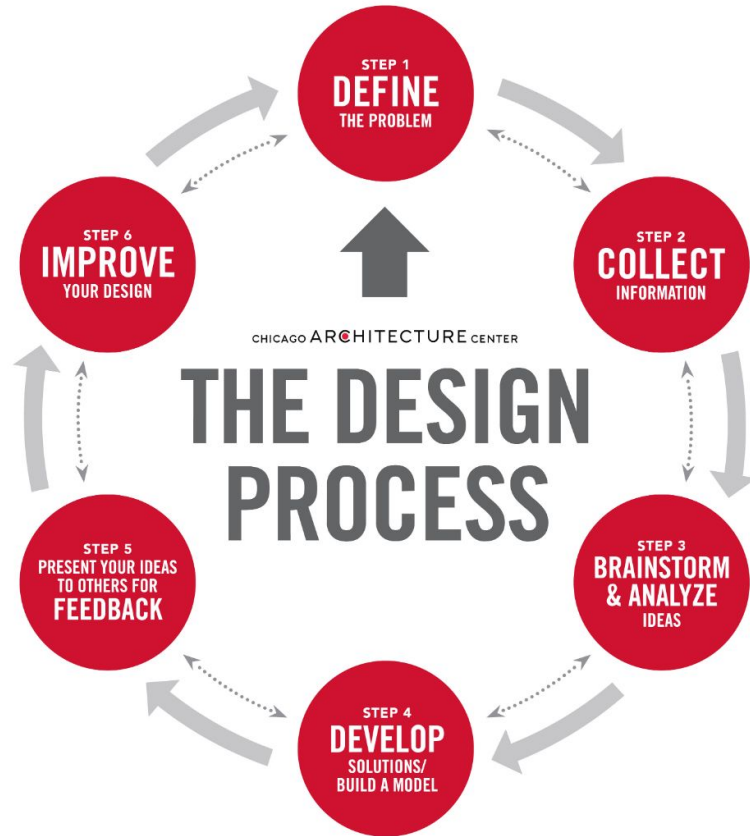 STEP 1
DEFINE
THE PROBLEM
STEP 2
COLLECT
INFORMATION
STEP 3
BRAINSTORM
& ANALYZE
IDEAS
STEP 4
DEVELOP
SOLUTIONS/
BUILD A MODEL
STEP 5
PRESENT YOUR IDEAS
TO OTHERS FOR
FEEDBACK
STEP 6
IMPROVE
YOUR DESIGN
CHICAGO ARCHITECTURE CENTER
THE DESIGN
PROCESS